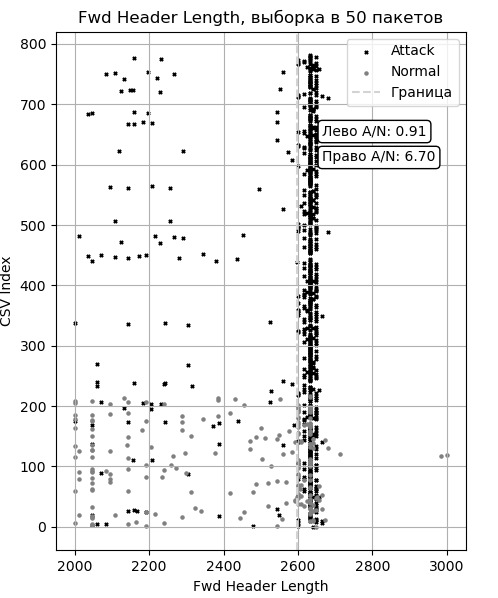 Fwd Header Length, выборка в 50 пакетов
Attack
Normal
Граница
Лево A/N: 0.91
Право A/N: 6.70
800
700
600
500
400
300
200
100
0
CSV Index
2000
2200
2400
2600
2800
3000
Fwd Header Length